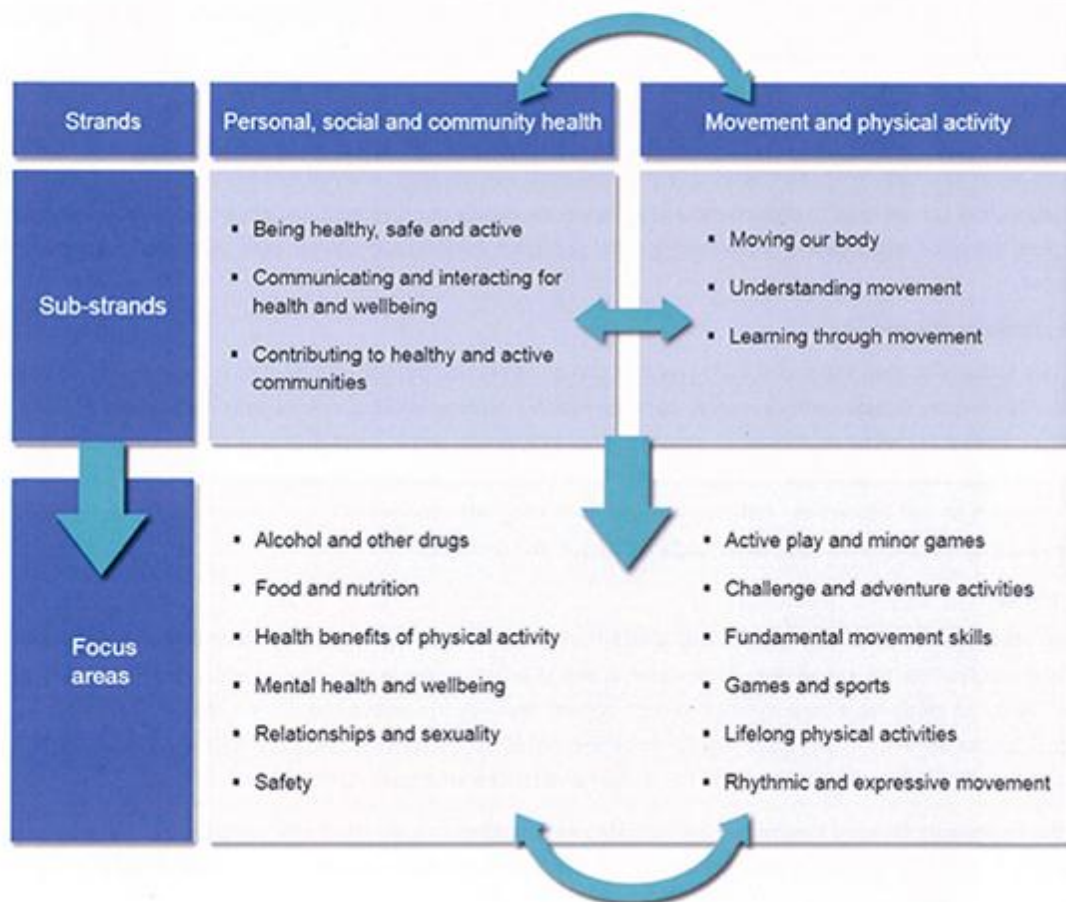 Strands
Personal, social and community health
Movement and physical activity
Sub-strands
▪ Being healthy, safe and active
▪ Communicating and interacting for
health and wellbeing
▪ Contributing to healthy and active
communities
▪ Moving our body
▪ Understanding movement
▪ Learning through movement
Focus
areas
▪ Alcohol and other drugs
▪ Food and nutrition
▪ Health benefits of physical activity
▪ Mental health and wellbeing
▪ Relationships and sexuality
▪ Safety
▪ Active play and minor games
▪ Challenge and adventure activities
▪ Fundamental movement skills
▪ Games and sports
▪ Lifelong physical activities
▪ Rhythmic and expressive movement